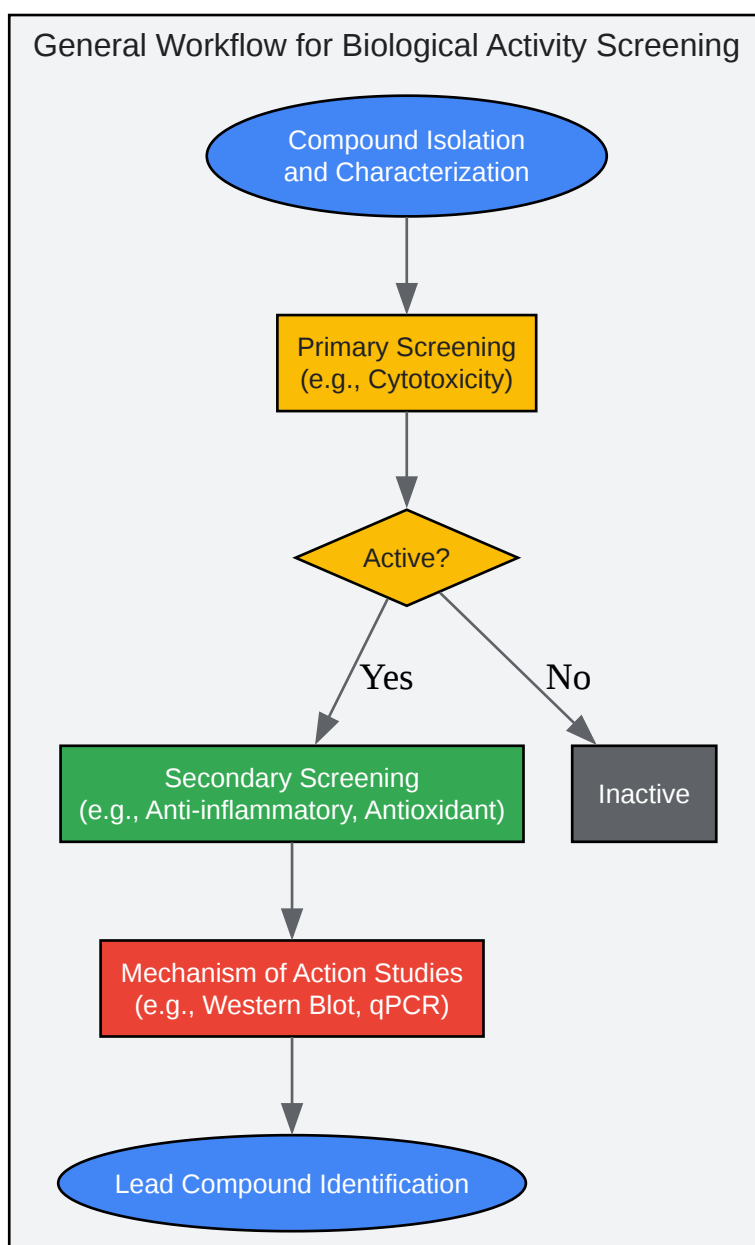 General Workflow for Biological Activity Screening
Compound Isolation
and Characterization
Primary Screening
(e.g., Cytotoxicity)
Active?
Yes
No
Secondary Screening
(e.g., Anti-inflammatory, Antioxidant)
Inactive
Mechanism of Action Studies
(e.g., Western Blot, qPCR)
Lead Compound Identification